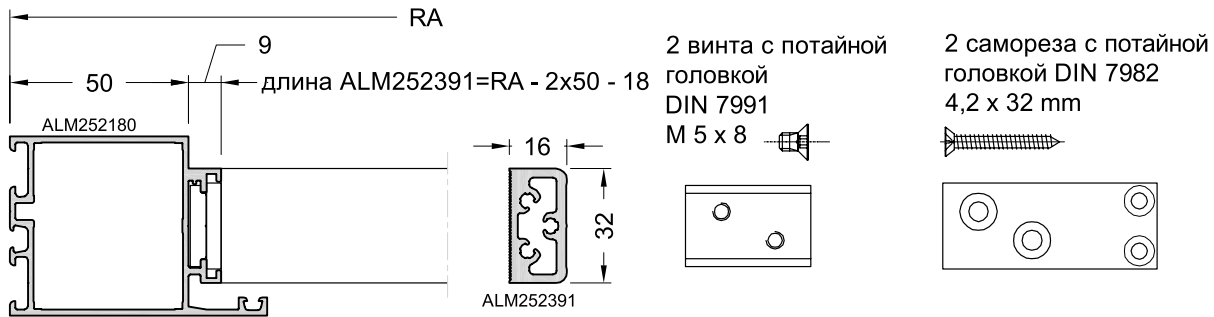 RA
9
50
длина ALM252391=RA - 2x50 - 18
ALM252180
16
32
ALM252391
2 винта с потайной
головкой
DIN 7991
M 5 x 8
2 самореза с потайной
головкой DIN 7982
4,2 x 32 mm